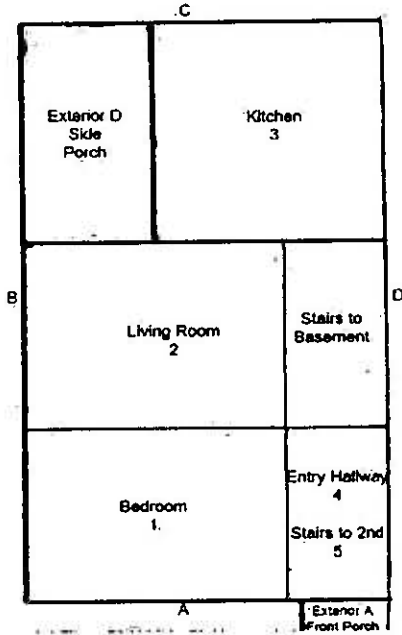 C
Exterior D
Side
Porch
Kitchen
3
B
D
Living Room
2
Stairs to
Basement
Bedroom
1.
Entry Hallway
4
Stairs to 2nd
5
A
Exterior A
Front Porch